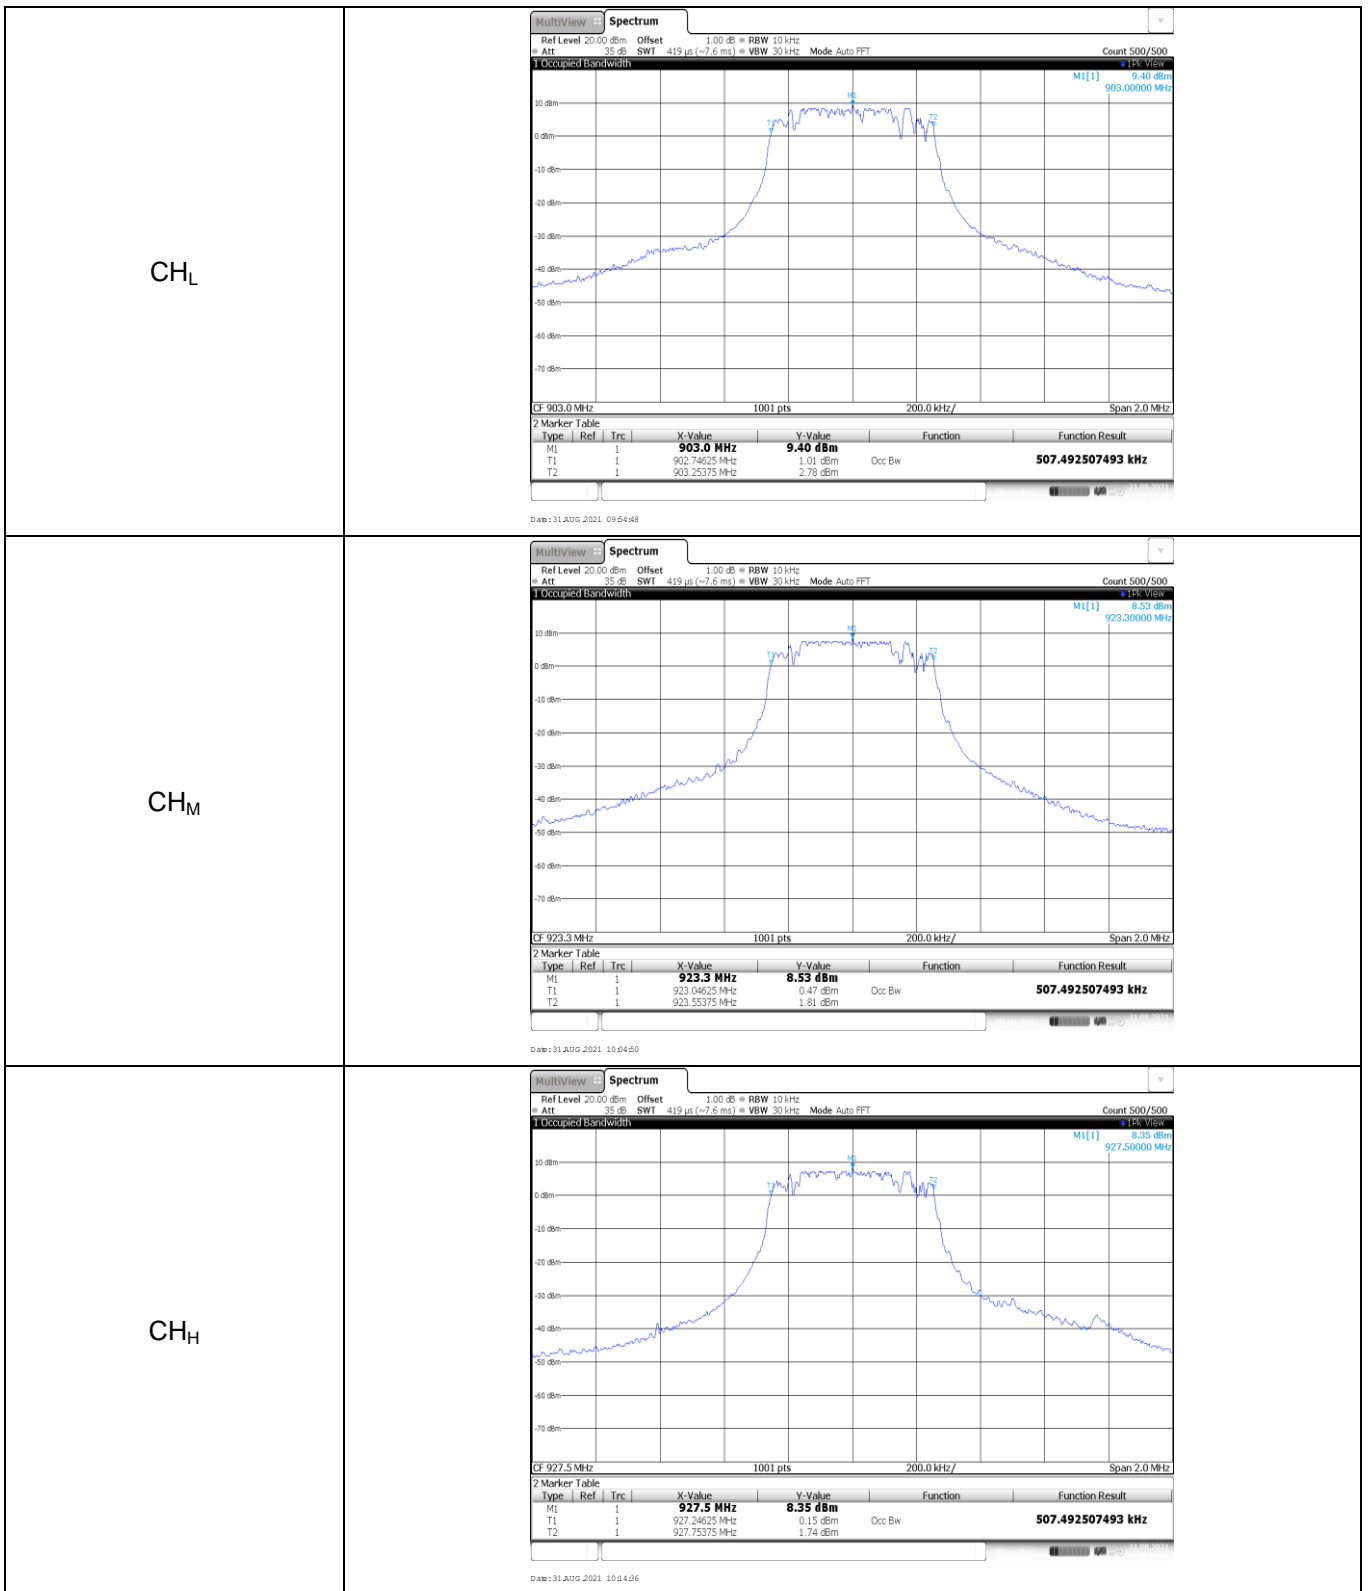 CHL
MultiView Spectrum
Ref Level 20.00 dBm Offset 1.00 dB RBW 10 kHz
Att 35 dB SWT 419 µs (~7.6 ms) VBW 30 kHz Mode Auto FFT Count 500/500
1 Occupied Bandwidth 1Pk View
M1[1] 9.40 dBm
903.00000 MHz
M1
10 dBm
T1 T2
0 dBm
-10 dBm
-20 dBm
-30 dBm
-40 dBm
-50 dBm
-60 dBm
-70 dBm
CF 903.0 MHz 1001 pts 200.0 kHz/ Span 2.0 MHz
2 Marker Table
Type Ref Trc X-Value Y-Value Function Function Result
M1 1 903.0 MHz 9.40 dBm
T1 1 902.74625 MHz 1.01 dBm Occ Bw 507.492507493 kHz
T2 1 903.25375 MHz 2.78 dBm
31.08.2021
Date: 31.AUG.2021 09:54:48
CHM
MultiView Spectrum
Ref Level 20.00 dBm Offset 1.00 dB RBW 10 kHz
Att 35 dB SWT 419 µs (~7.6 ms) VBW 30 kHz Mode Auto FFT Count 500/500
1 Occupied Bandwidth 1Pk View
M1[1] 8.53 dBm
923.30000 MHz
M1
10 dBm
T1 T2
0 dBm
-10 dBm
-20 dBm
-30 dBm
-40 dBm
-50 dBm
-60 dBm
-70 dBm
CF 923.3 MHz 1001 pts 200.0 kHz/ Span 2.0 MHz
2 Marker Table
Type Ref Trc X-Value Y-Value Function Function Result
M1 1 923.3 MHz 8.53 dBm
T1 1 923.04625 MHz 0.47 dBm Occ Bw 507.492507493 kHz
T2 1 923.55375 MHz 1.81 dBm
31.08.2021
Date: 31.AUG.2021 10:04:50
CHH
MultiView Spectrum
Ref Level 20.00 dBm Offset 1.00 dB RBW 10 kHz
Att 35 dB SWT 419 µs (~7.6 ms) VBW 30 kHz Mode Auto FFT Count 500/500
1 Occupied Bandwidth 1Pk View
M1[1] 8.35 dBm
927.50000 MHz
M1
10 dBm
T1 T2
0 dBm
-10 dBm
-20 dBm
-30 dBm
-40 dBm
-50 dBm
-60 dBm
-70 dBm
CF 927.5 MHz 1001 pts 200.0 kHz/ Span 2.0 MHz
2 Marker Table
Type Ref Trc X-Value Y-Value Function Function Result
M1 1 927.5 MHz 8.35 dBm
T1 1 927.24625 MHz 0.15 dBm Occ Bw 507.492507493 kHz
T2 1 927.75375 MHz 1.74 dBm
31.08.2021
Date: 31.AUG.2021 10:14:36